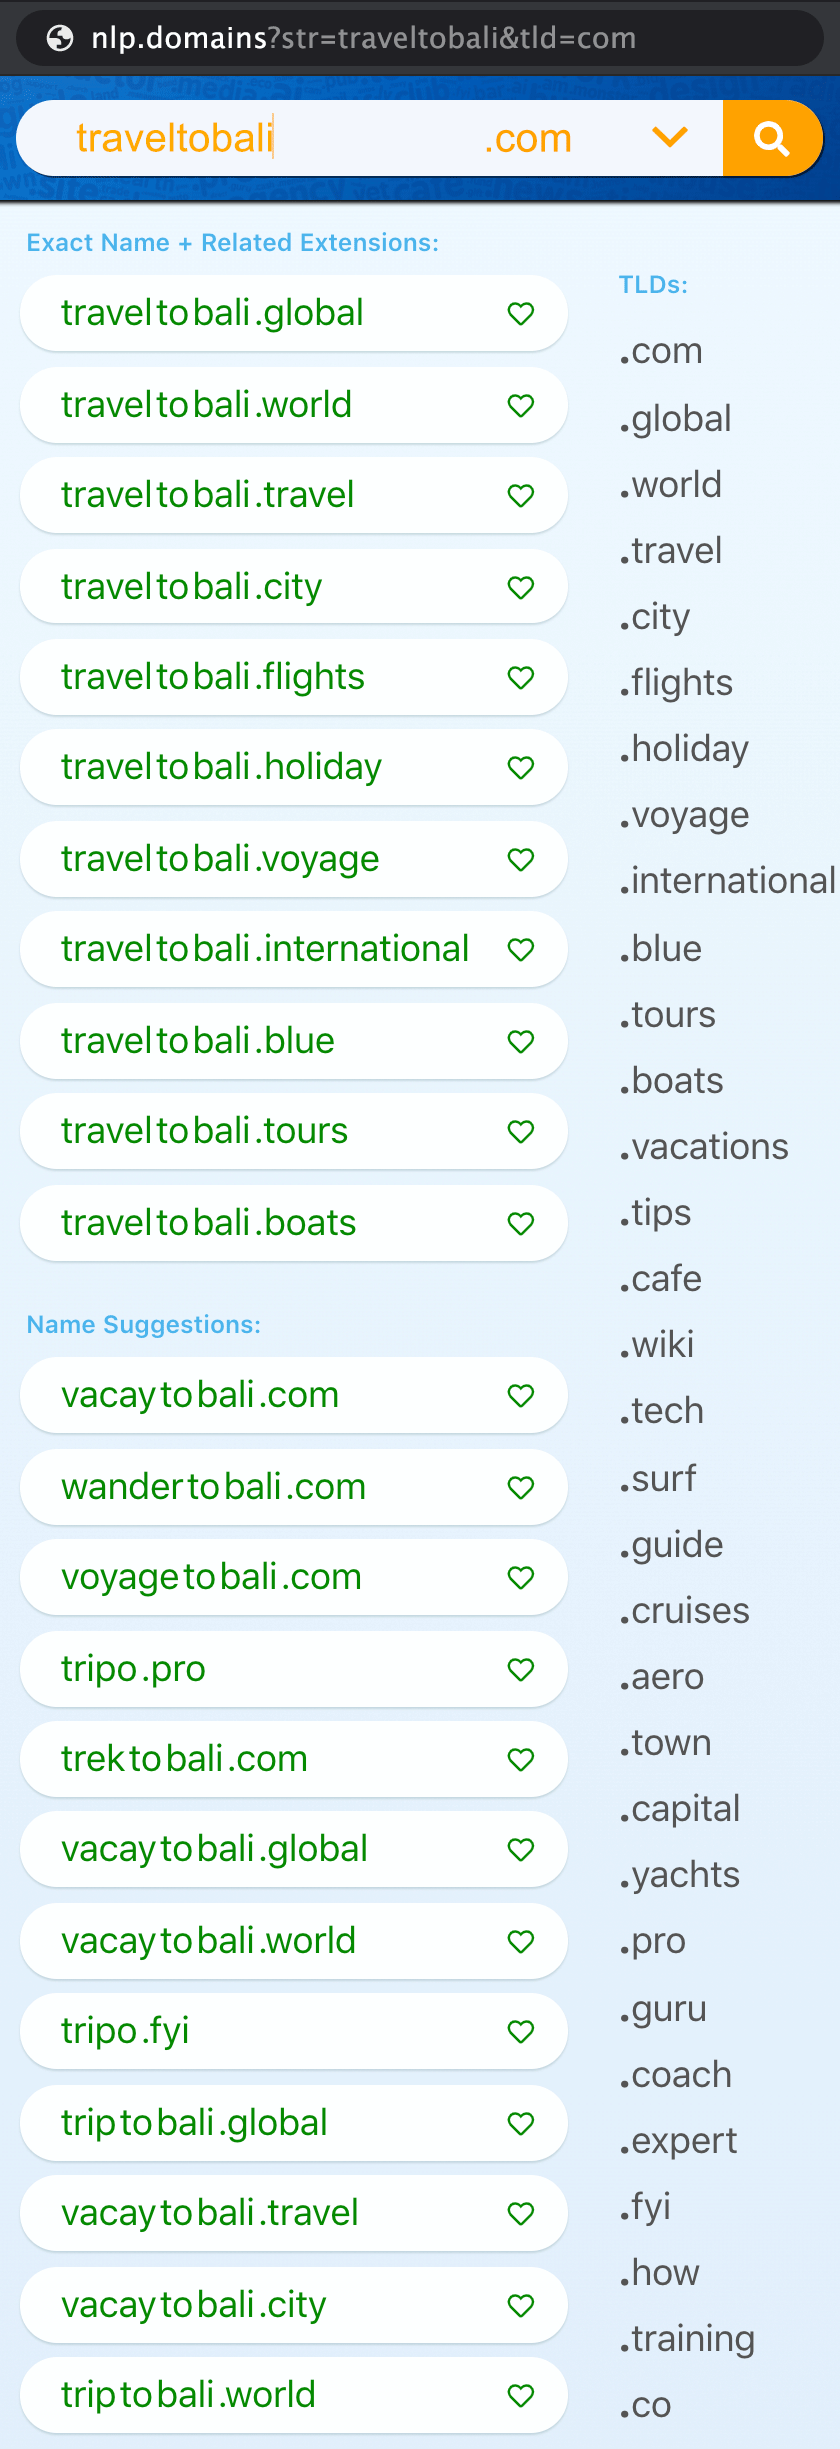 nlp.domains?str=traveltobali&tld=com
traveltobali .com
Exact Name + Related Extensions:
traveltobali.global
traveltobali.world
traveltobali.travel
traveltobali.city
traveltobali.flights
traveltobali.holiday
traveltobali.voyage
traveltobali.international
traveltobali.blue
traveltobali.tours
traveltobali.boats
Name Suggestions:
vacaytobali.com
wandertobali.com
voyagetobali.com
tripo.pro
trektobali.com
vacaytobali.global
vacaytobali.world
tripo.fyi
triptobali.global
vacaytobali.travel
vacaytobali.city
triptobali.world
TLDs:
.com
.global
.world
.travel
.city
.flights
.holiday
.voyage
.international
.blue
.tours
.boats
.vacations
.tips
.cafe
.wiki
.tech
.surf
.guide
.cruises
.aero
.town
.capital
.yachts
.pro
.guru
.coach
.expert
.fyi
.how
.training
.co